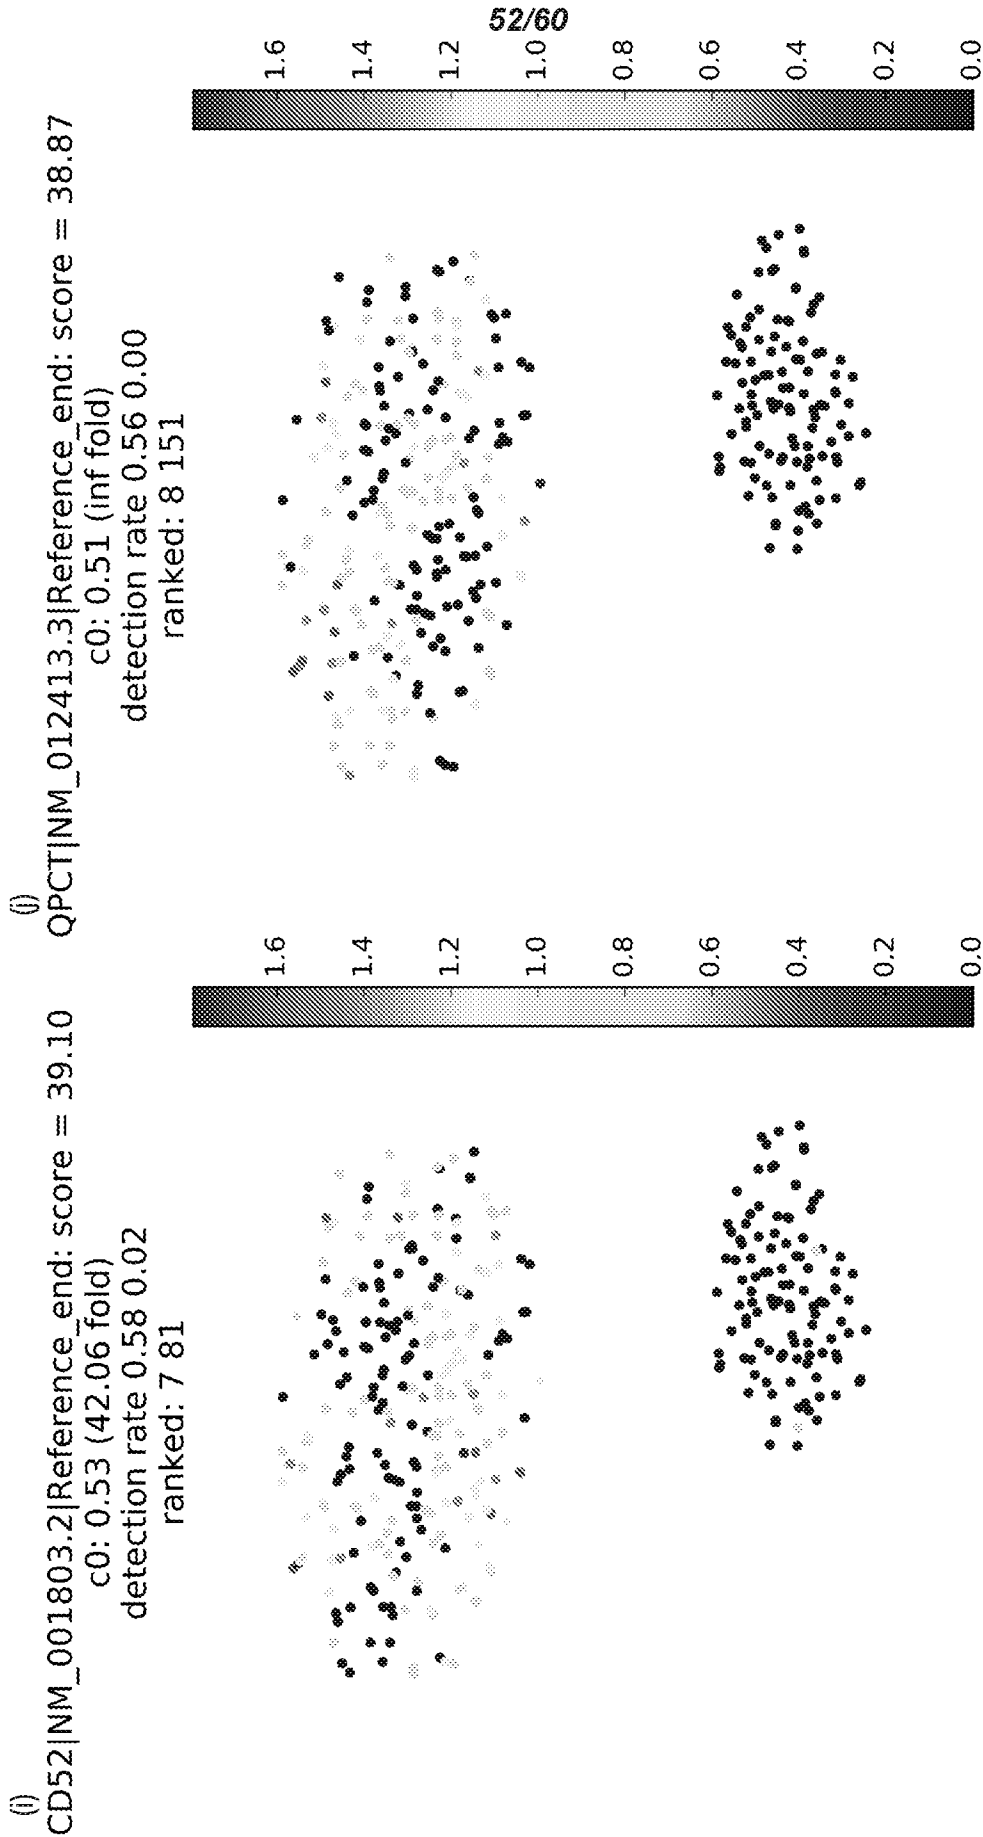 52/60
(i)
CD52|NM_001803.2|Reference_end: score = 39.10
c0: 0.53 (42.06 fold)
detection rate 0.58 0.02
ranked: 7 81
1.6
1.4
1.2
1.0
0.8
0.6
0.4
0.2
0.0
(j)
QPCT|NM_012413.3|Reference_end: score = 38.87
c0: 0.51 (inf fold)
detection rate 0.56 0.00
ranked: 8 151
1.6
1.4
1.2
1.0
0.8
0.6
0.4
0.2
0.0